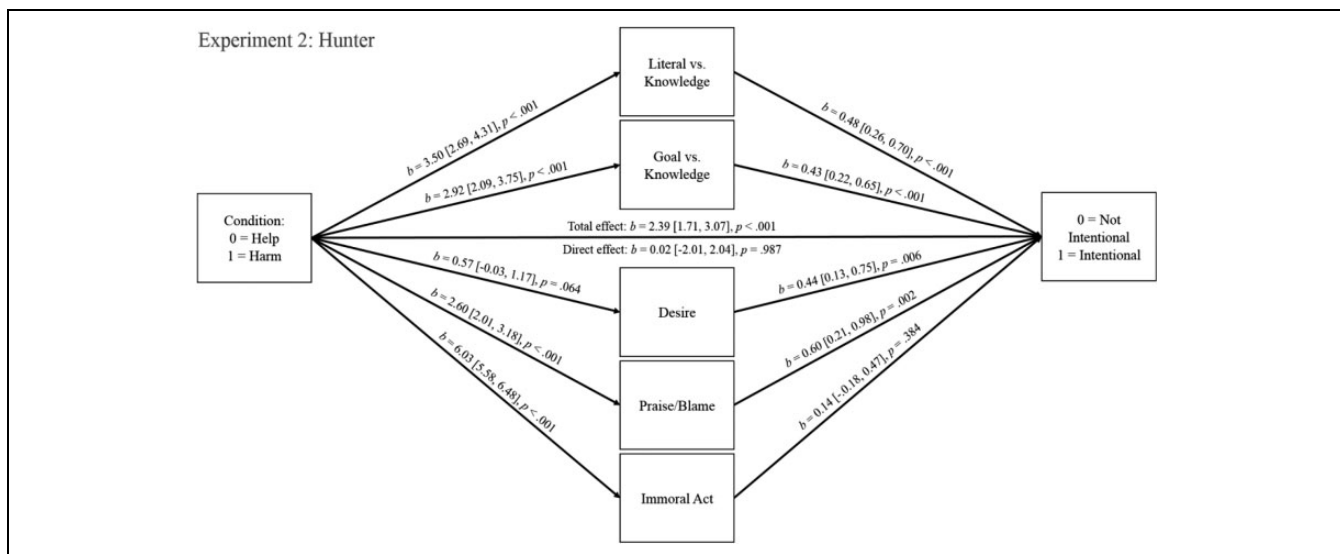 Experiment 2: Hunter
Literal vs.
Knowledge
b = 3.50 [2.69, 4.31], p < .001
b = 0.48 [0.26, 0.70], p < .001
Goal vs.
Knowledge
b = 2.92 [2.09, 3.75], p < .001
b = 0.43 [0.22, 0.65], p < .001
Condition:
0 = Help
1 = Harm
Total effect: b = 2.39 [1.71, 3.07], p < .001
Direct effect: b = 0.02 [-2.01, 2.04], p = .987
0 = Not
Intentional
1 = Intentional
b = 0.57 [-0.03, 1.17], p = .064
b = 0.44 [0.13, 0.75], p = .006
Desire
b = 2.60 [2.01, 3.18], p < .001
b = 0.60 [0.21, 0.98], p = .002
Praise/Blame
b = 6.03 [5.58, 6.48], p < .001
b = 0.14 [-.0.18, 0.47], p = .384
Immoral Act